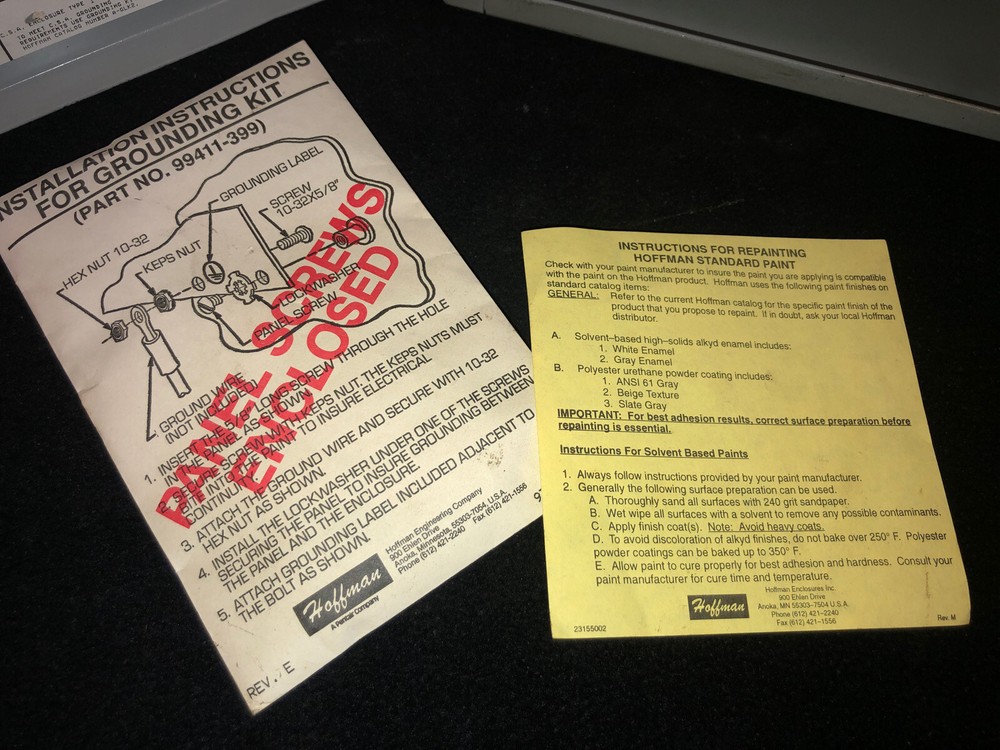 C.S.A. ENCLOSURE TYPE
TO MEET C.S.A. GROUNDING
REQUIREMENTS USE GROUNDING
HOFFMAN CATALOG NUMBER
NSTALLATION INSTRUCTIONS
FOR GROUNDING KIT
(PART NO. 99411-399)
GROUNDING LABEL
SCREW
10-32X5/8"
HEX NUT 10-32
KEPS NUT
LOCKWASHER
PANEL SCREW
GROUND WIRE
(NOT INCLUDED)
PANEL SCREWS
ENCLOSED
1. INSERT THE 5/8" LONG SCREW THROUGH THE HOLE
IN THE PANEL AS SHOWN.
2. SECURE SCREW WITH KEPS NUT. THE KEPS NUTS MUST
BITE INTO THE PAINT TO INSURE ELECTRICAL
CONTINUITY.
3. ATTACH THE GROUND WIRE AND SECURE WITH 10-32
HEX NUT AS SHOWN.
4. INSTALL THE LOCKWASHER UNDER ONE OF THE SCREWS
SECURING THE PANEL TO INSURE GROUNDING BETWEEN
THE PANEL AND THE ENCLOSURE.
5. ATTACH GROUNDING LABEL INCLUDED ADJACENT TO
THE BOLT AS SHOWN.
Hoffman
A Pentair Company
Hoffman Engineering Company
900 Ehlen Drive
Anoka, Minnesota, 55303-7054, U.S.A.
Phone (612) 421-2240 Fax (612) 421-1556
REV. E
INSTRUCTIONS FOR REPAINTING
HOFFMAN STANDARD PAINT
Check with your paint manufacturer to insure the paint you are applying is compatible
with the paint on the Hoffman product. Hoffman uses the following paint finishes on
standard catalog items:
GENERAL: Refer to the current Hoffman catalog for the specific paint finish of the
product that you propose to repaint. If in doubt, ask your local Hoffman
distributor.
A. Solvent-based high-solids alkyd enamel includes:
1. White Enamel
2. Gray Enamel
B. Polyester urethane powder coating includes:
1. ANSI 61 Gray
2. Beige Texture
3. Slate Gray
IMPORTANT: For best adhesion results, correct surface preparation before
repainting is essential.
Instructions For Solvent Based Paints
1. Always follow instructions provided by your paint manufacturer.
2. Generally the following surface preparation can be used.
A. Thoroughly sand all surfaces with 240 grit sandpaper.
B. Wet wipe all surfaces with a solvent to remove any possible contaminants.
C. Apply finish coat(s). Note: Avoid heavy coats.
D. To avoid discoloration of alkyd finishes, do not bake over 250° F. Polyester
powder coatings can be baked up to 350° F.
E. Allow paint to cure properly for best adhesion and hardness. Consult your
paint manufacturer for cure time and temperature.
Hoffman
Hoffman Enclosures Inc.
900 Ehlen Drive
Anoka, MN 55303-7504 U.S.A.
Phone (612) 421-2240
Fax (612) 421-1556
23155002
Rev. M